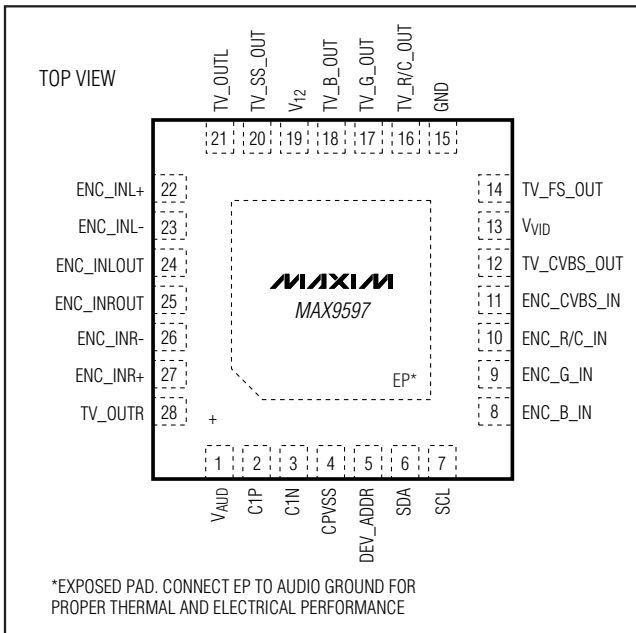 TOP VIEW
TV_OUTL
TV_SS_OUT
V12
TV_B_OUT
TV_G_OUT
TV_R/C_OUT
GND
21 20 19 18 17 16 15
ENC_INL+ 22
ENC_INL- 23
ENC_INLOUT 24
ENC_INROUT 25
ENC_INR- 26
ENC_INR+ 27
TV_OUTR 28
14 TV_FS_OUT
13 VVID
12 TV_CVBS_OUT
11 ENC_CVBS_IN
10 ENC_R/C_IN
9 ENC_G_IN
8 ENC_B_IN
MAXIM
MAX9597
EP*
+
1 2 3 4 5 6 7
VAUD
C1P
C1N
CPVSS
DEV_ADDR
SDA
SCL
*EXPOSED PAD. CONNECT EP TO AUDIO GROUND FOR
PROPER THERMAL AND ELECTRICAL PERFORMANCE